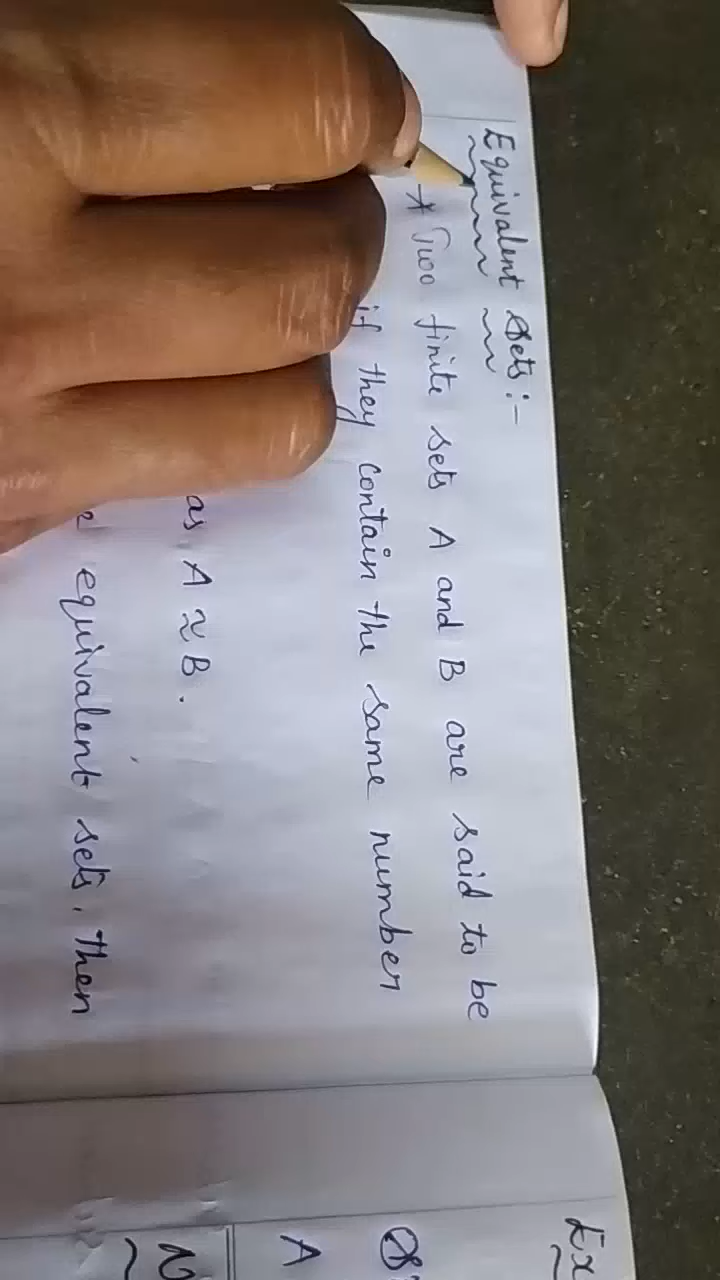 Equivalent Sets :-
* Two finite sets A and B are said to be
if they contain the same number
as, A ≈ B.
equivalent sets, then
Ex
A